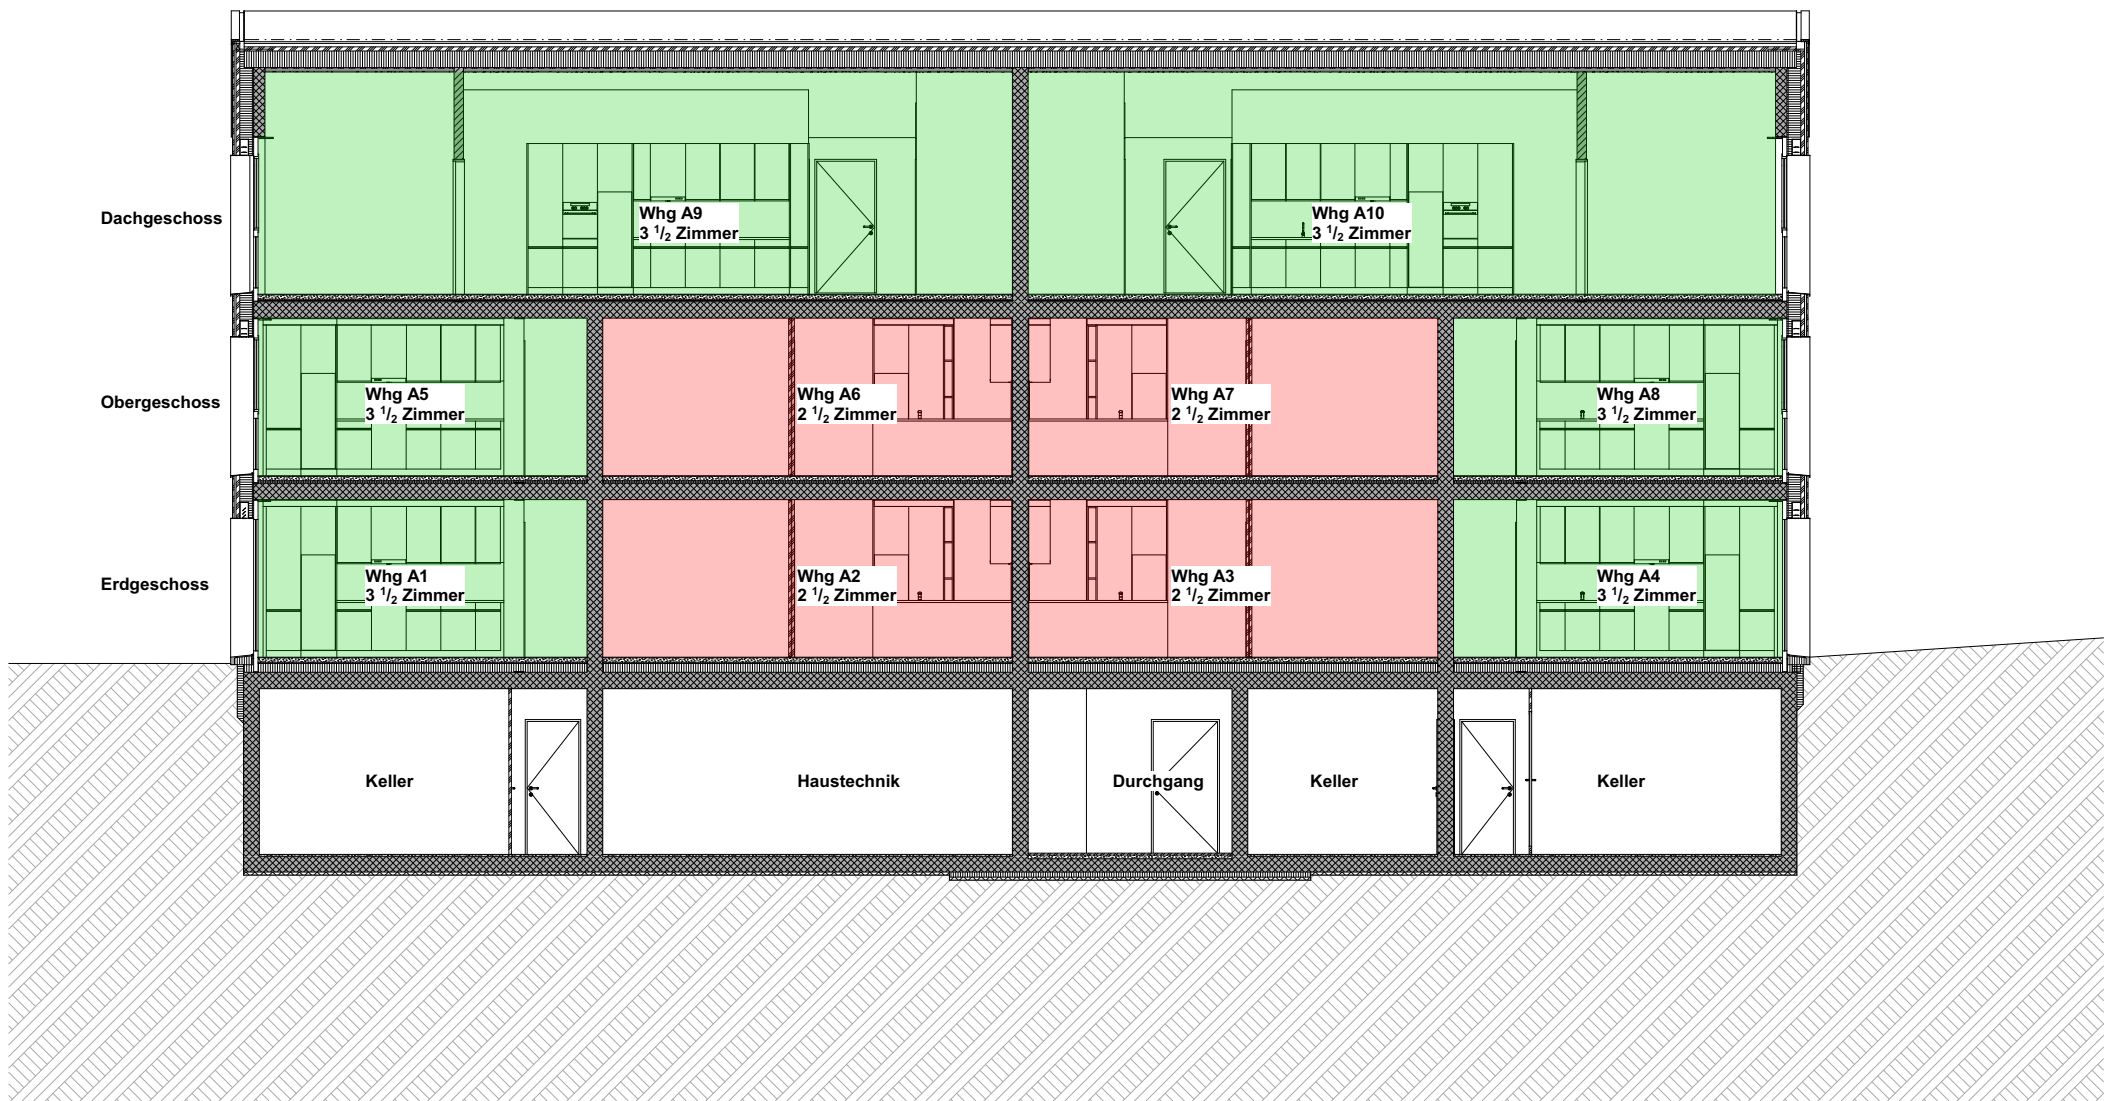 Dachgeschoss
Whg A9
3 1/2 Zimmer
Whg A10
3 1/2 Zimmer
Obergeschoss
Whg A5
3 1/2 Zimmer
Whg A6
2 1/2 Zimmer
Whg A7
2 1/2 Zimmer
Whg A8
3 1/2 Zimmer
Erdgeschoss
Whg A1
3 1/2 Zimmer
Whg A2
2 1/2 Zimmer
Whg A3
2 1/2 Zimmer
Whg A4
3 1/2 Zimmer
Keller
Haustechnik
Durchgang
Keller
Keller